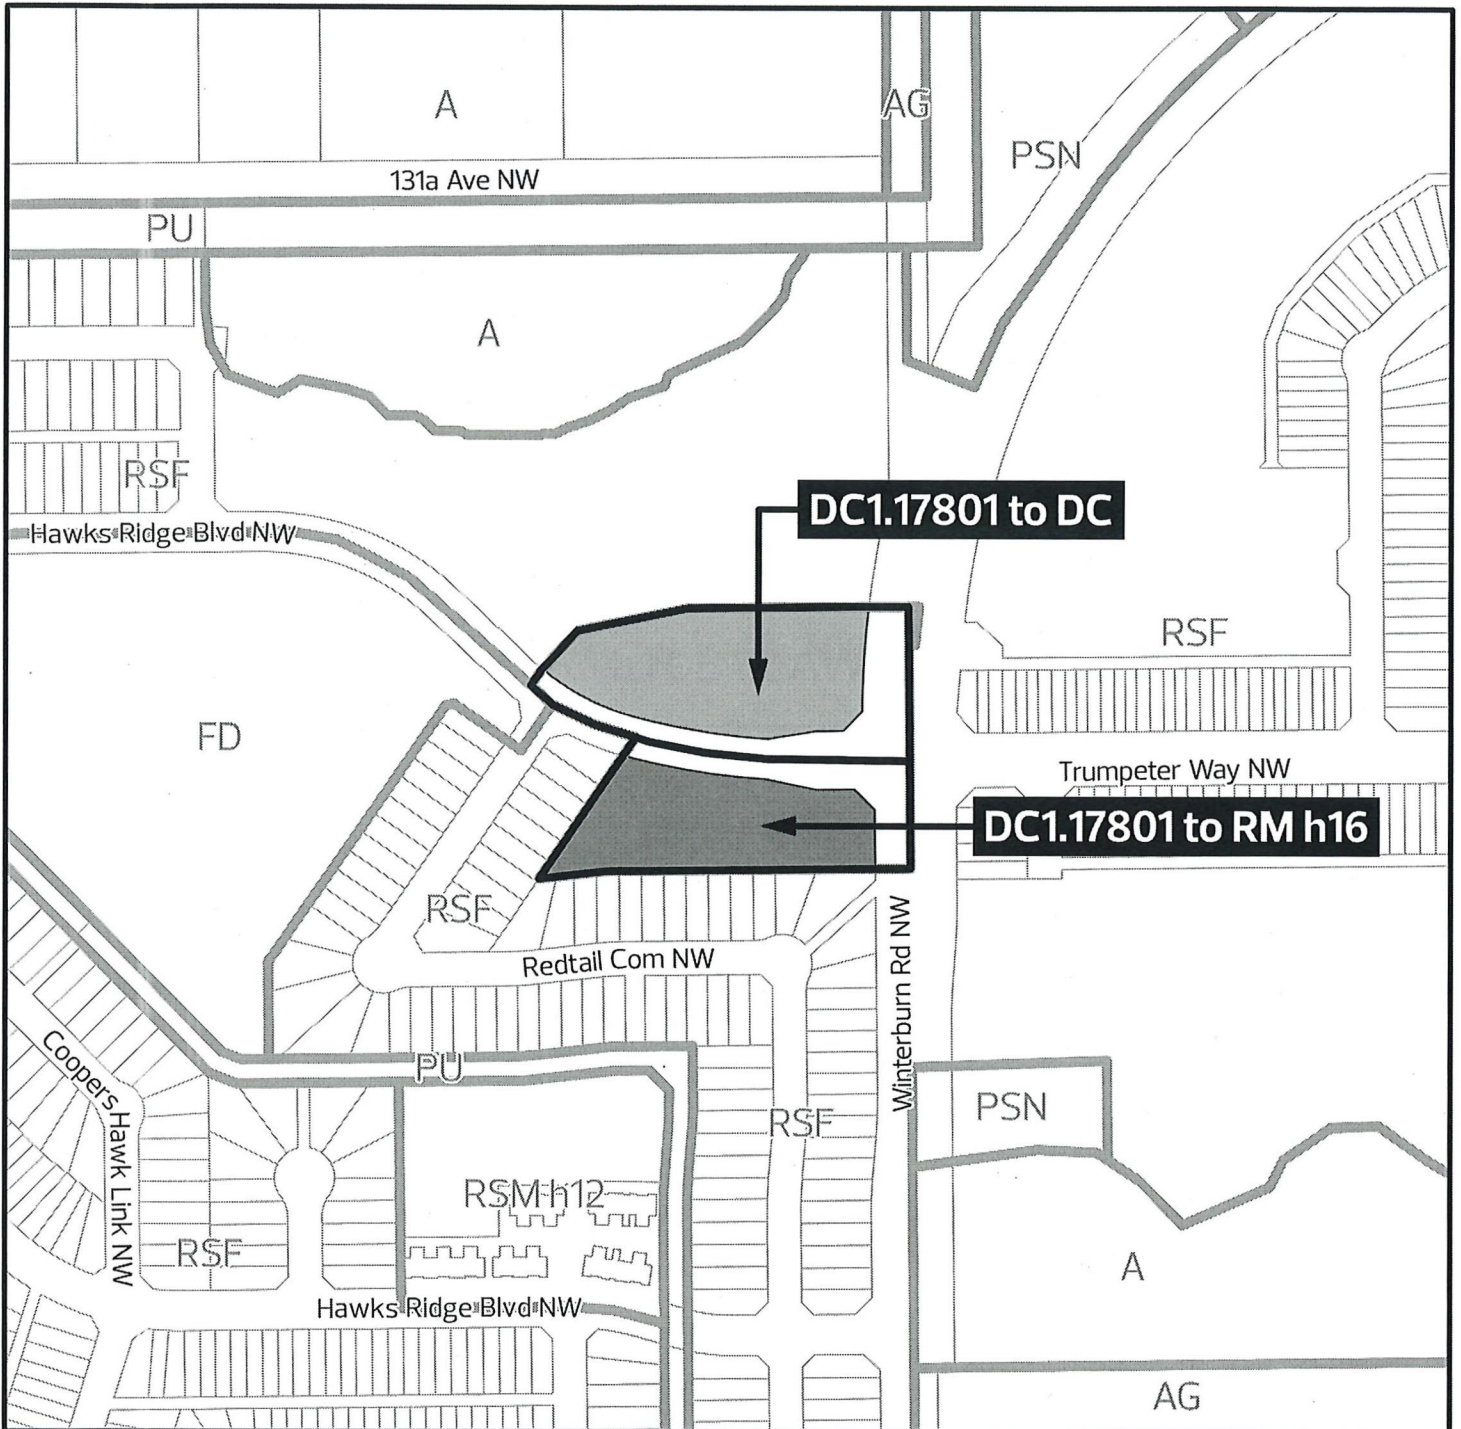 A
AG
PSN
131a Ave NW
PU
A
RSF
DC1.17801 to DC
Hawks Ridge Blvd NW
RSF
FD
Trumpeter Way NW
DC1.17801 to RM h16
RSF
Redtail Com NW
Winterburn Rd NW
Coopers Hawk Link NW
PU
PSN
RSF
RSM h12
RSF
A
Hawks Ridge Blvd NW
AG